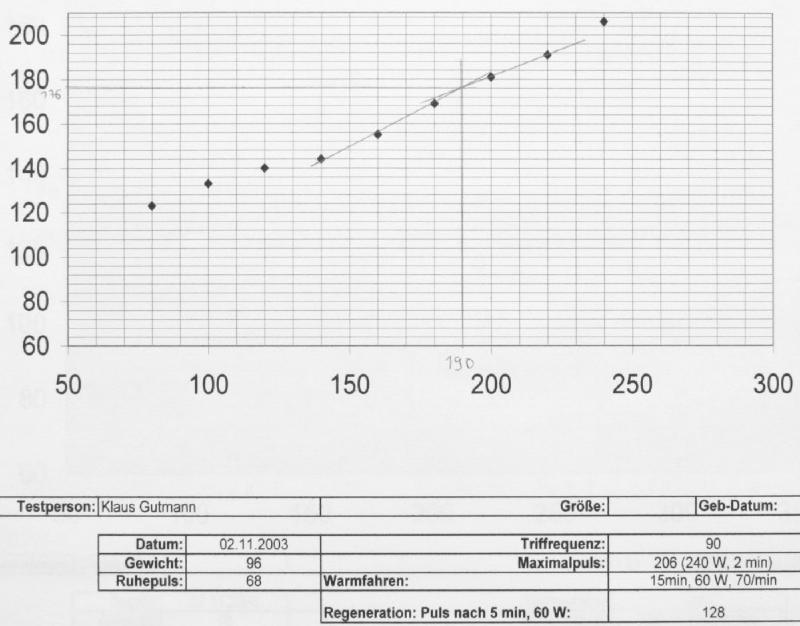 200
180
176
160
140
120
100
80
60
190
50 100 150 200 250 300
Testperson: Klaus Gutmann Größe: Geb-Datum:
Datum: 02.11.2003 Triffrequenz: 90
Gewicht: 96 Maximalpuls: 206 (240 W, 2 min)
Ruhepuls: 68 Warmfahren: 15min, 60 W, 70/min
Regeneration: Puls nach 5 min, 60 W: 128